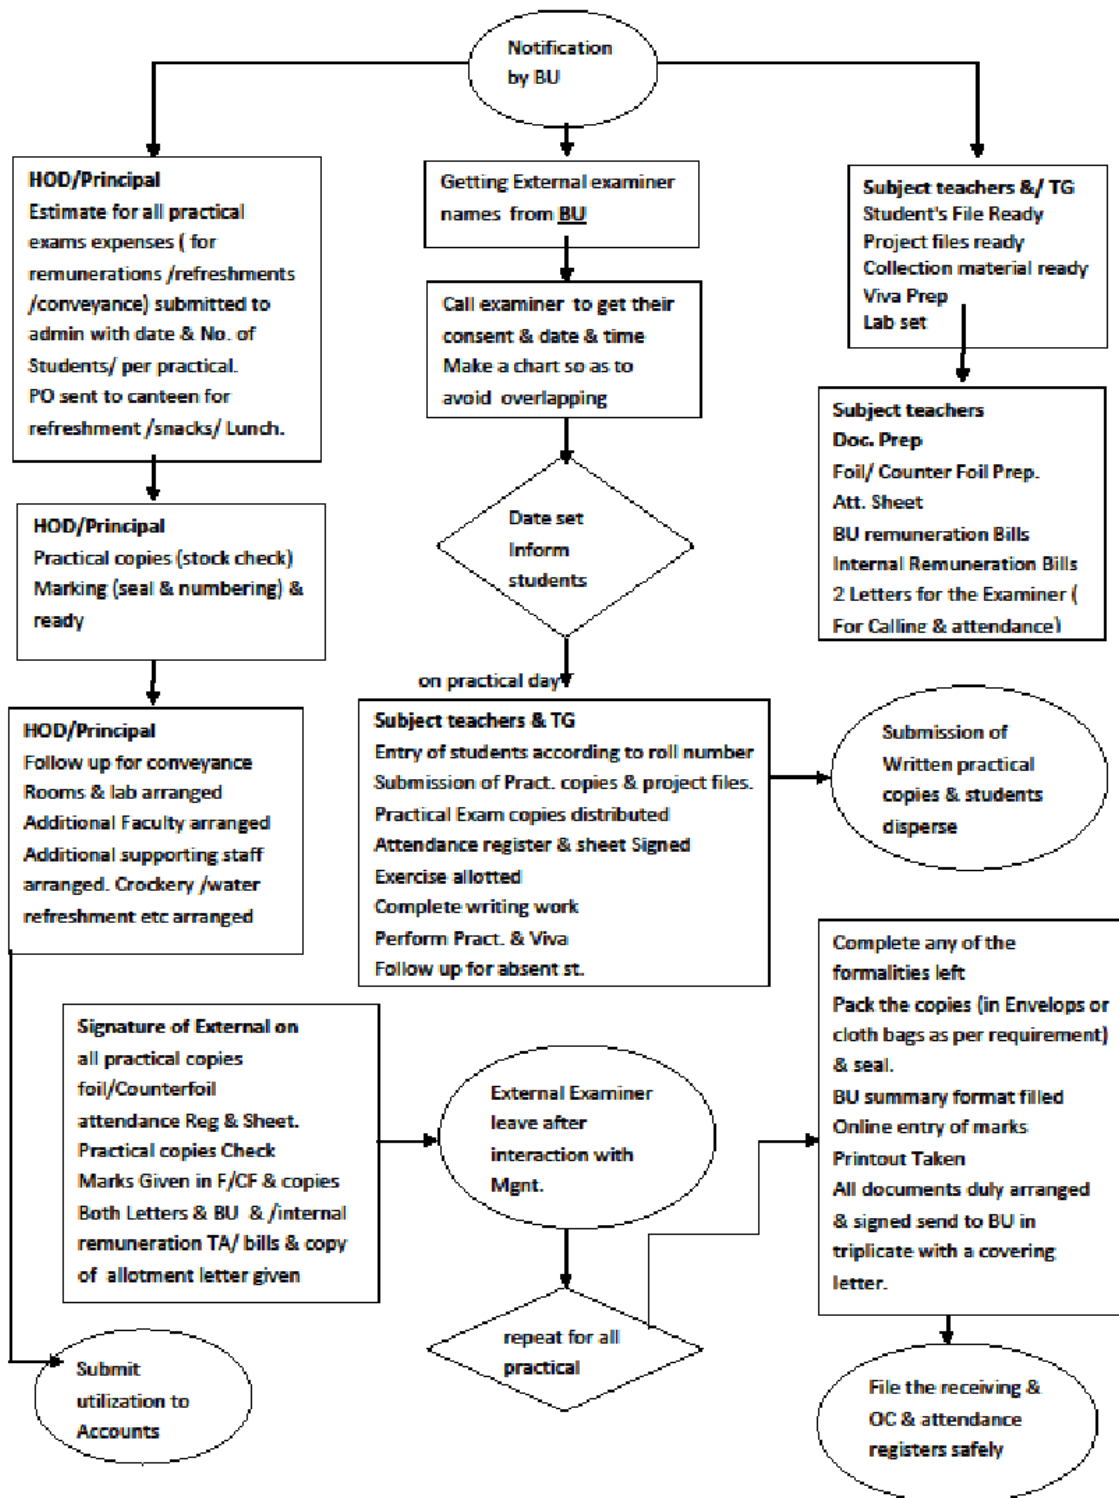 Notification
by BU
HOD/Principal
Estimate for all practical
exams expenses ( for
remunerations /refreshments
/conveyance) submitted to
admin with date & No. of
Students/ per practical.
PO sent to canteen for
refreshment /snacks/ Lunch.
Getting External examiner
names from BU
Subject teachers &/ TG
Student's File Ready
Project files ready
Collection material ready
Viva Prep
Lab set
Call examiner to get their
consent & date & time
Make a chart so as to
avoid overlapping
Subject teachers
Doc. Prep
Foil/ Counter Foil Prep.
Att. Sheet
BU remuneration Bills
Internal Remuneration Bills
2 Letters for the Examiner (
For Calling & attendance)
HOD/Principal
Practical copies (stock check)
Marking (seal & numbering) &
ready
Date set
Inform
students
on practical day
HOD/Principal
Follow up for conveyance
Rooms & lab arranged
Additional Faculty arranged
Additional supporting staff
arranged. Crockery /water
refreshment etc arranged
Subject teachers & TG
Entry of students according to roll number
Submission of Pract. copies & project files.
Practical Exam copies distributed
Attendance register & sheet Signed
Exercise allotted
Complete writing work
Perform Pract. & Viva
Follow up for absent st.
Submission of
Written practical
copies & students
disperse
Signature of External on
all practical copies
foil/Counterfoil
attendance Reg & Sheet.
Practical copies Check
Marks Given in F/CF & copies
Both Letters & BU & /internal
remuneration TA/ bills & copy
of allotment letter given
External Examiner
leave after
interaction with
Mgnt.
Complete any of the
formalities left
Pack the copies (in Envelops or
cloth bags as per requirement)
& seal.
BU summary format filled
Online entry of marks
Printout Taken
All documents duly arranged
& signed send to BU in
triplicate with a covering
letter.
repeat for all
practical
Submit
utilization to
Accounts
File the receiving &
OC & attendance
registers safely